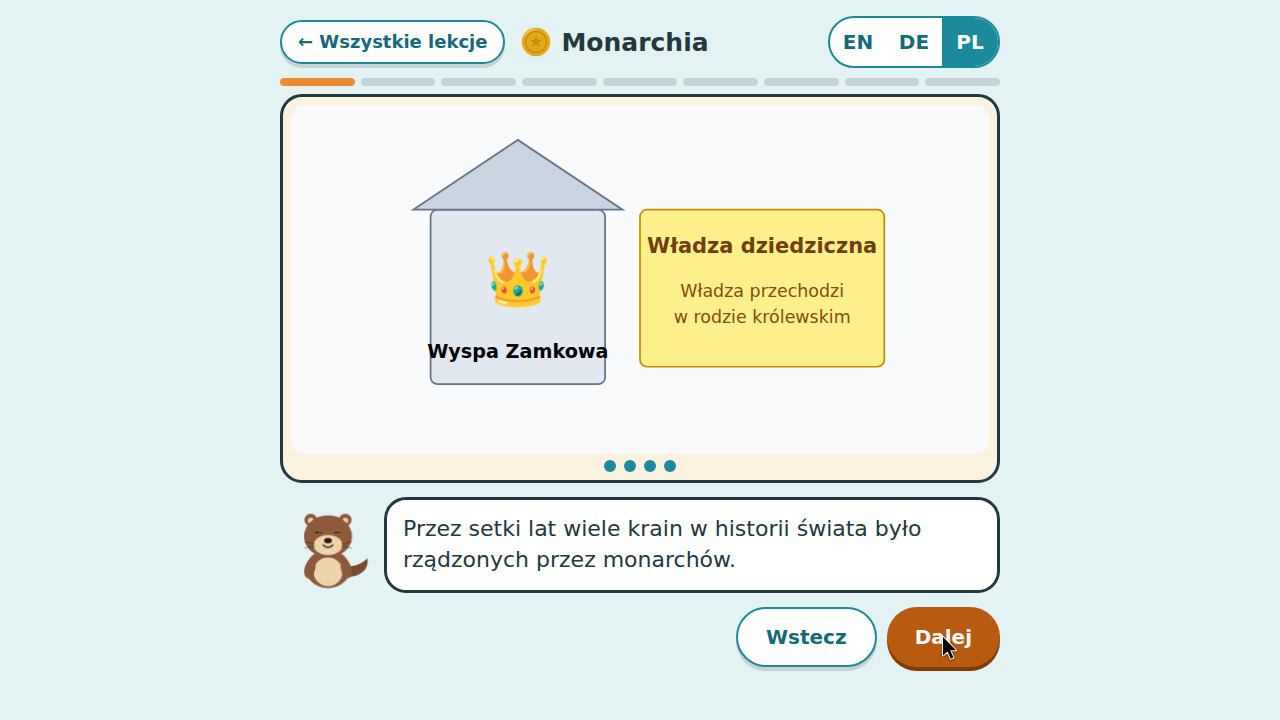 ← Wszystkie lekcje
Monarchia
EN DE PL
Wyspa Zamkowa
Władza dziedziczna
Władza przechodzi
w rodzie królewskim
Przez setki lat wiele krain w historii świata było
rządzonych przez monarchów.
Wstecz
Dalej